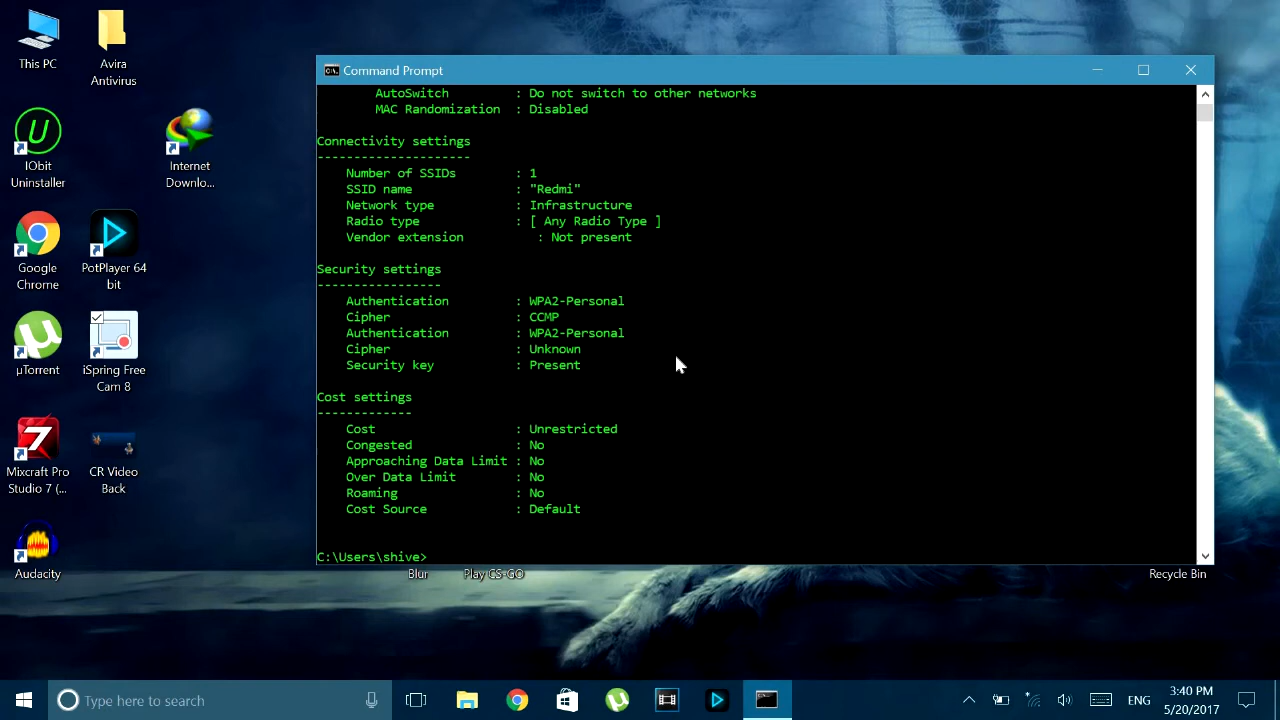 This PC
Avira
Antivirus
IObit
Uninstaller
Internet
Downlo...
Google
Chrome
PotPlayer 64
bit
µTorrent
iSpring Free
Cam 8
Mixcraft Pro
Studio 7 (...
CR Video
Back
Audacity
Command Prompt
AutoSwitch : Do not switch to other networks
MAC Randomization : Disabled
Connectivity settings
---------------------
Number of SSIDs : 1
SSID name : "Redmi"
Network type : Infrastructure
Radio type : [ Any Radio Type ]
Vendor extension : Not present
Security settings
-----------------
Authentication : WPA2-Personal
Cipher : CCMP
Authentication : WPA2-Personal
Cipher : Unknown
Security key : Present
Cost settings
-------------
Cost : Unrestricted
Congested : No
Approaching Data Limit : No
Over Data Limit : No
Roaming : No
Cost Source : Default
C:\Users\shive>
Blur
Play CS-GO
Recycle Bin
Type here to search
ENG
3:40 PM
5/20/2017